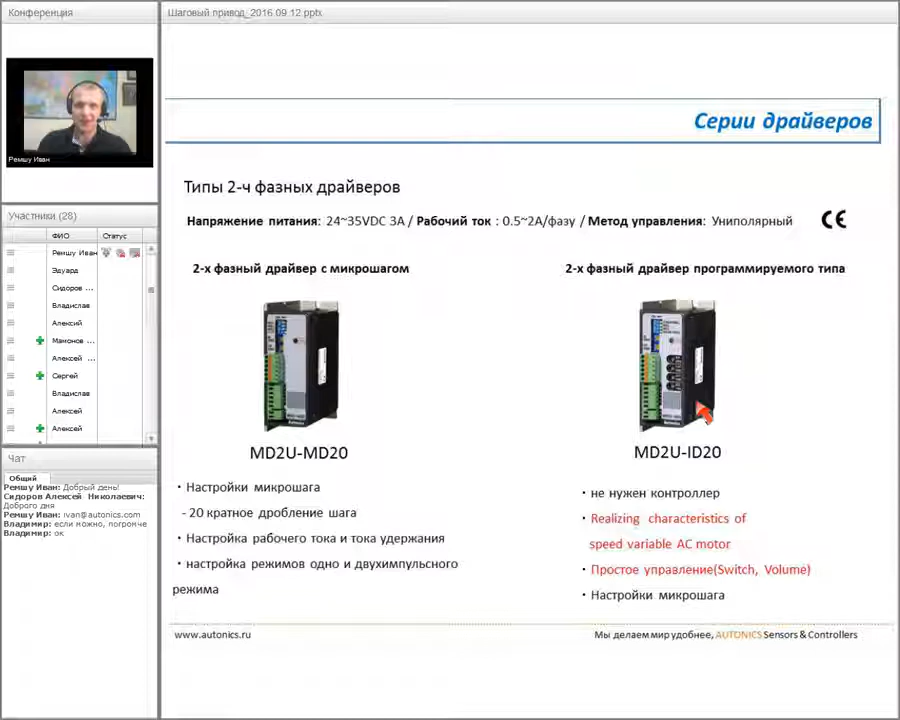 Конференция
Ремшу Иван
Участники (28)
ФИО Статус
Ремшу Иван
Эдуард
Сидоров ...
Владислав
Алексий
Мамонов ...
Алексей ...
Сергей
Владислав
Алексей
Алексей
Чат
Общий
Ремшу Иван: Добрый день!
Сидоров Алексей Николаевич:
Доброго дня
Ремшу Иван: ivan@autonics.com
Владимир: если можно, погромче
Владимир: ок
Шаговый привод_2016 09 12.pptx
Серии драйверов
Типы 2-ч фазных драйверов
Напряжение питания: 24~35VDC 3A / Рабочий ток : 0.5~2A/фазу / Метод управления: Униполярный
CE
2-х фазный драйвер с микрошагом
MD2U-MD20
· Настройки микрошага
- 20 кратное дробление шага
· Настройка рабочего тока и тока удержания
· настройка режимов одно и двухимпульсного
режима
2-х фазный драйвер программируемого типа
MD2U-ID20
· не нужен контроллер
· Realizing characteristics of
speed variable AC motor
· Простое управление(Switch, Volume)
· Настройки микрошага
www.autonics.ru
Мы делаем мир удобнее, AUTONICS Sensors & Controllers